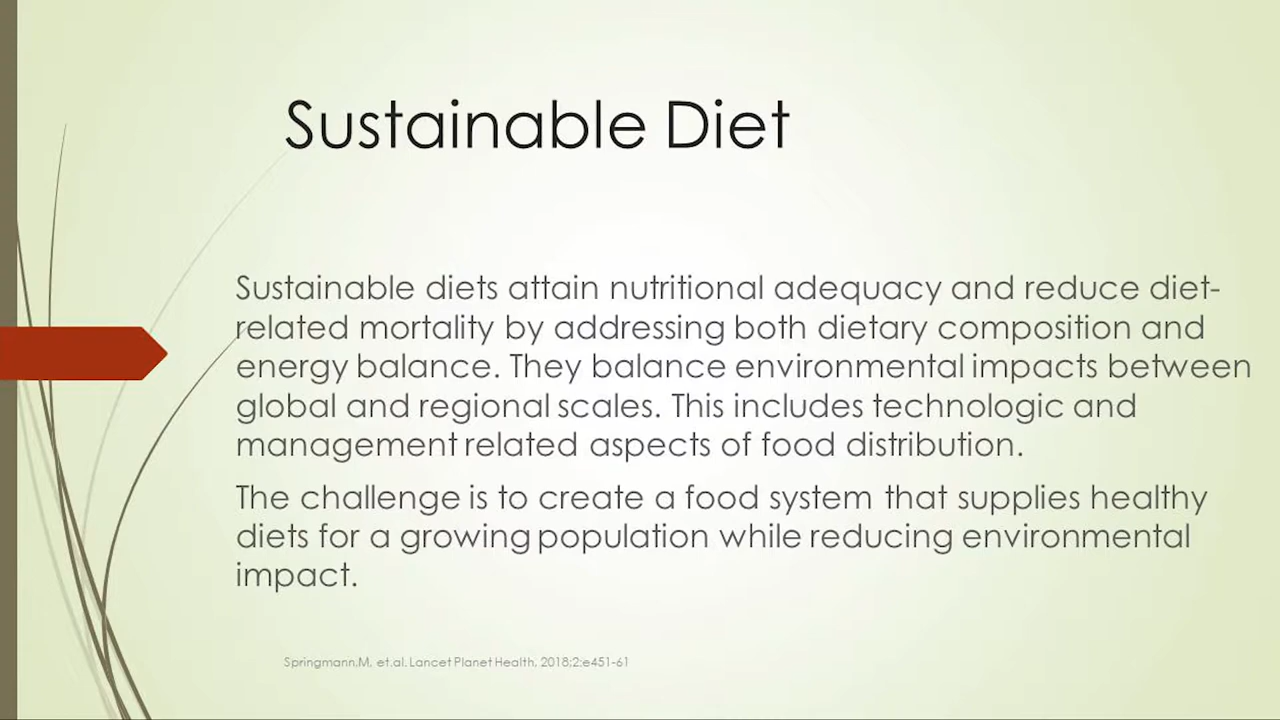 Sustainable Diet
Sustainable diets attain nutritional adequacy and reduce diet-
related mortality by addressing both dietary composition and
energy balance. They balance environmental impacts between
global and regional scales. This includes technologic and
management related aspects of food distribution.
The challenge is to create a food system that supplies healthy
diets for a growing population while reducing environmental
impact.
Springmann.M, et.al. Lancet Planet Health, 2018;2:e451-61